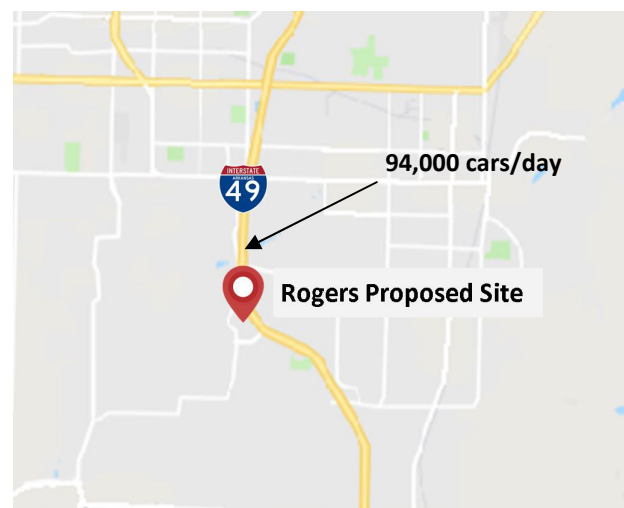 94,000 cars/day
INTERSTATE
ARKANSAS
49
Rogers Proposed Site